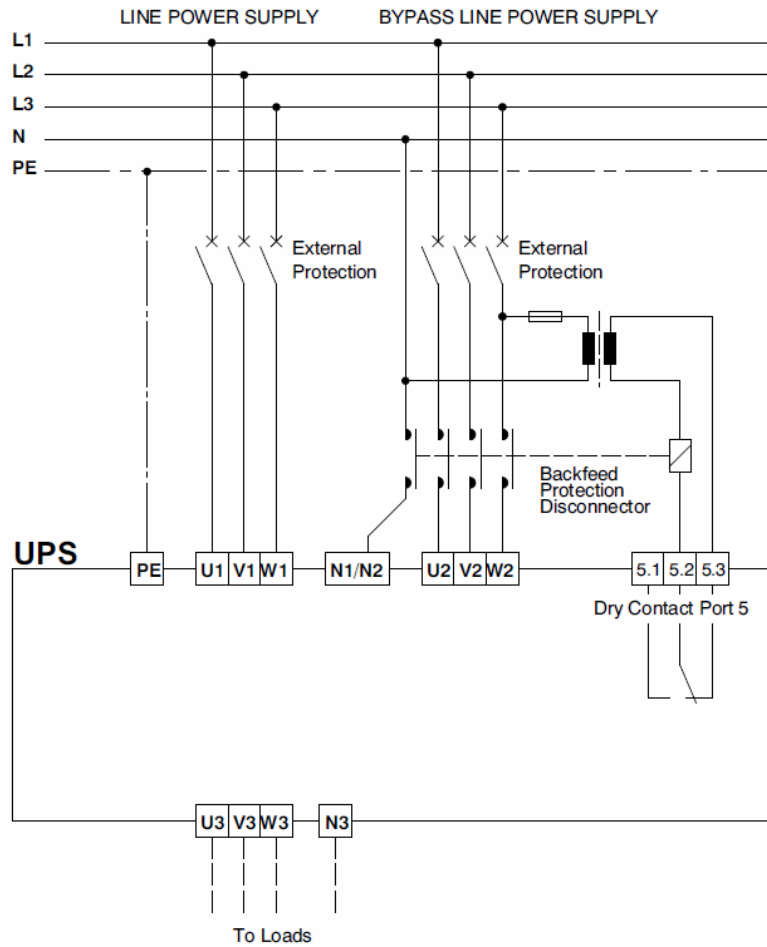 LINE POWER SUPPLY BYPASS LINE POWER SUPPLY
L1
L2
L3
N
PE
External
Protection
External
Protection
Backfeed
Protection
Disconnector
UPS
PE U1 V1 W1 N1/N2 U2 V2 W2 5.1 5.2 5.3
Dry Contact Port 5
U3 V3 W3 N3
To Loads